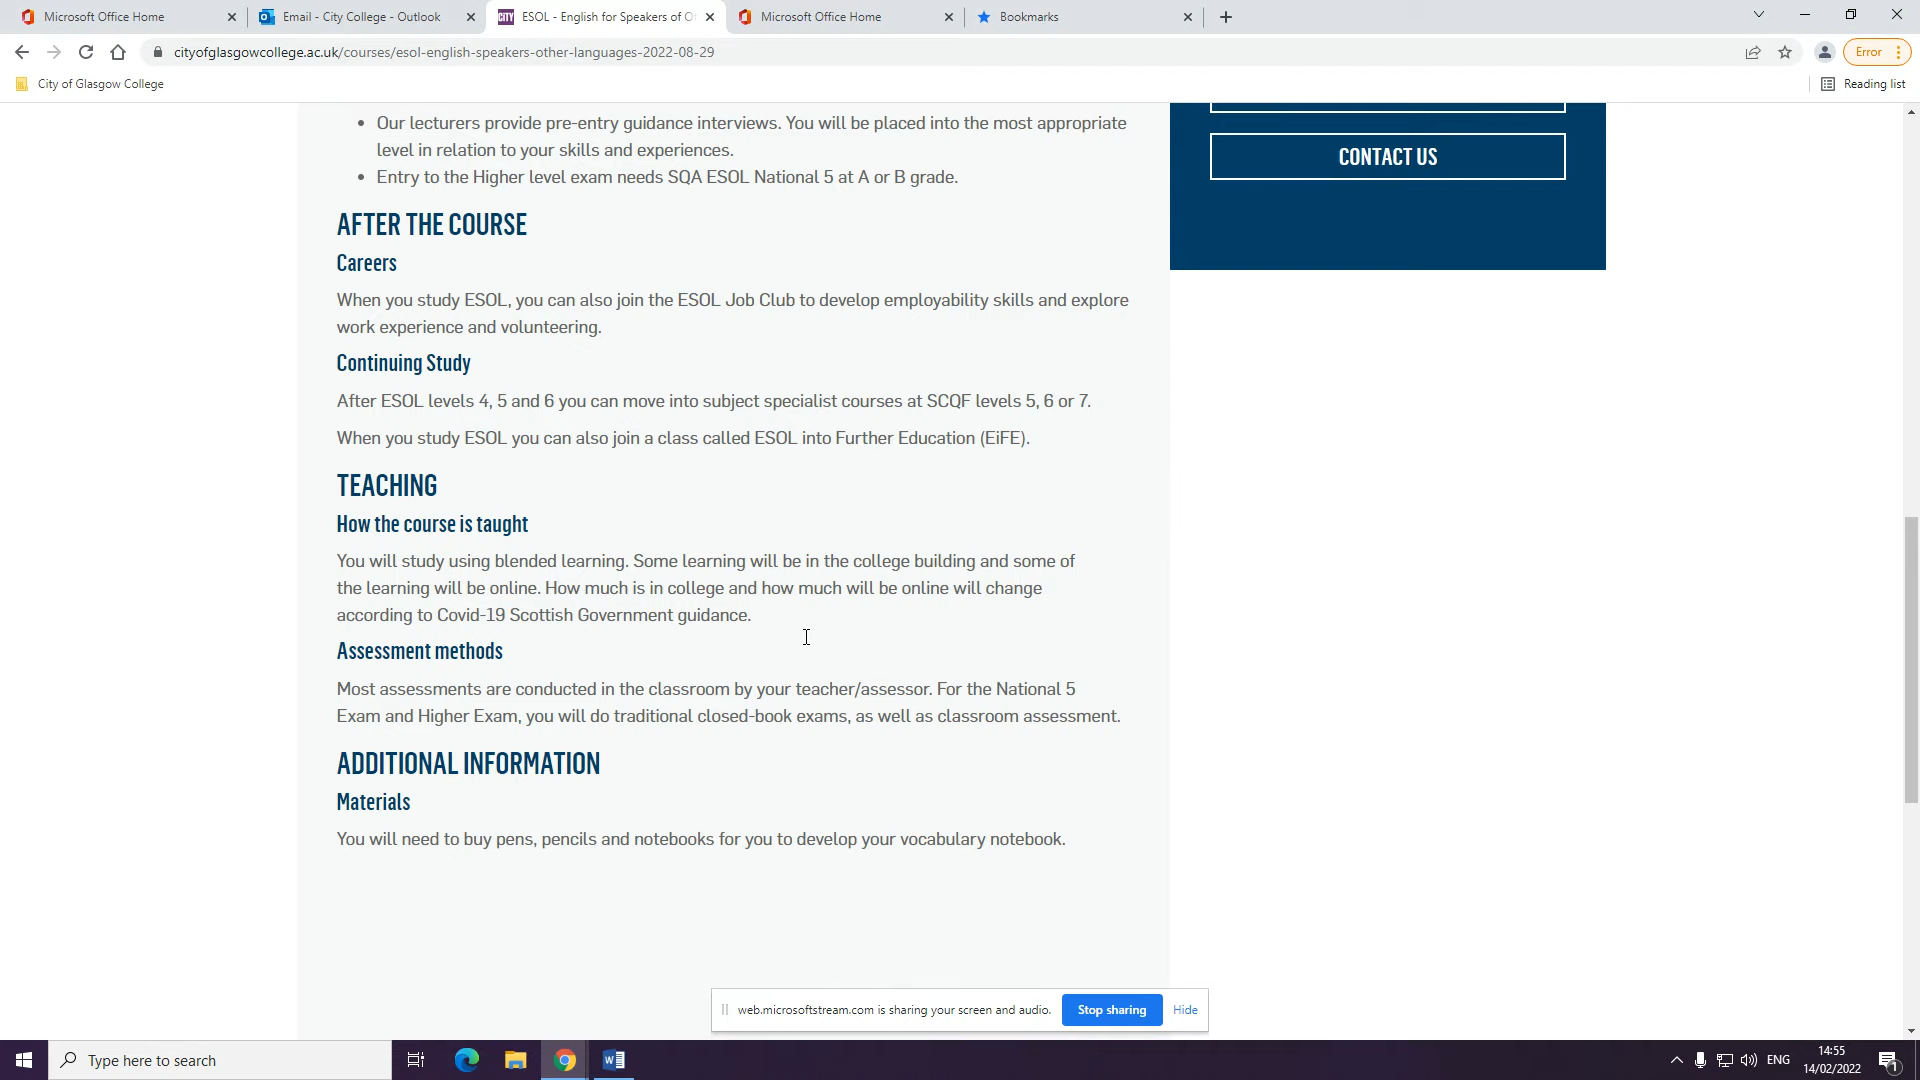 Microsoft Office Home
Email - City College - Outlook
CITY
ESOL - English for Speakers of O
Microsoft Office Home
Bookmarks
cityofglasgowcollege.ac.uk/courses/esol-english-speakers-other-languages-2022-08-29
Error
City of Glasgow College
Reading list
• Our lecturers provide pre-entry guidance interviews. You will be placed into the most appropriate
level in relation to your skills and experiences.
• Entry to the Higher level exam needs SQA ESOL National 5 at A or B grade.
CONTACT US
AFTER THE COURSE
Careers
When you study ESOL, you can also join the ESOL Job Club to develop employability skills and explore
work experience and volunteering.
Continuing Study
After ESOL levels 4, 5 and 6 you can move into subject specialist courses at SCQF levels 5, 6 or 7.
When you study ESOL you can also join a class called ESOL into Further Education (EiFE).
TEACHING
How the course is taught
You will study using blended learning. Some learning will be in the college building and some of
the learning will be online. How much is in college and how much will be online will change
according to Covid-19 Scottish Government guidance.
Assessment methods
Most assessments are conducted in the classroom by your teacher/assessor. For the National 5
Exam and Higher Exam, you will do traditional closed-book exams, as well as classroom assessment.
ADDITIONAL INFORMATION
Materials
You will need to buy pens, pencils and notebooks for you to develop your vocabulary notebook.
web.microsoftstream.com is sharing your screen and audio.
Stop sharing
Hide
Type here to search
ENG
14:55
14/02/2022
1